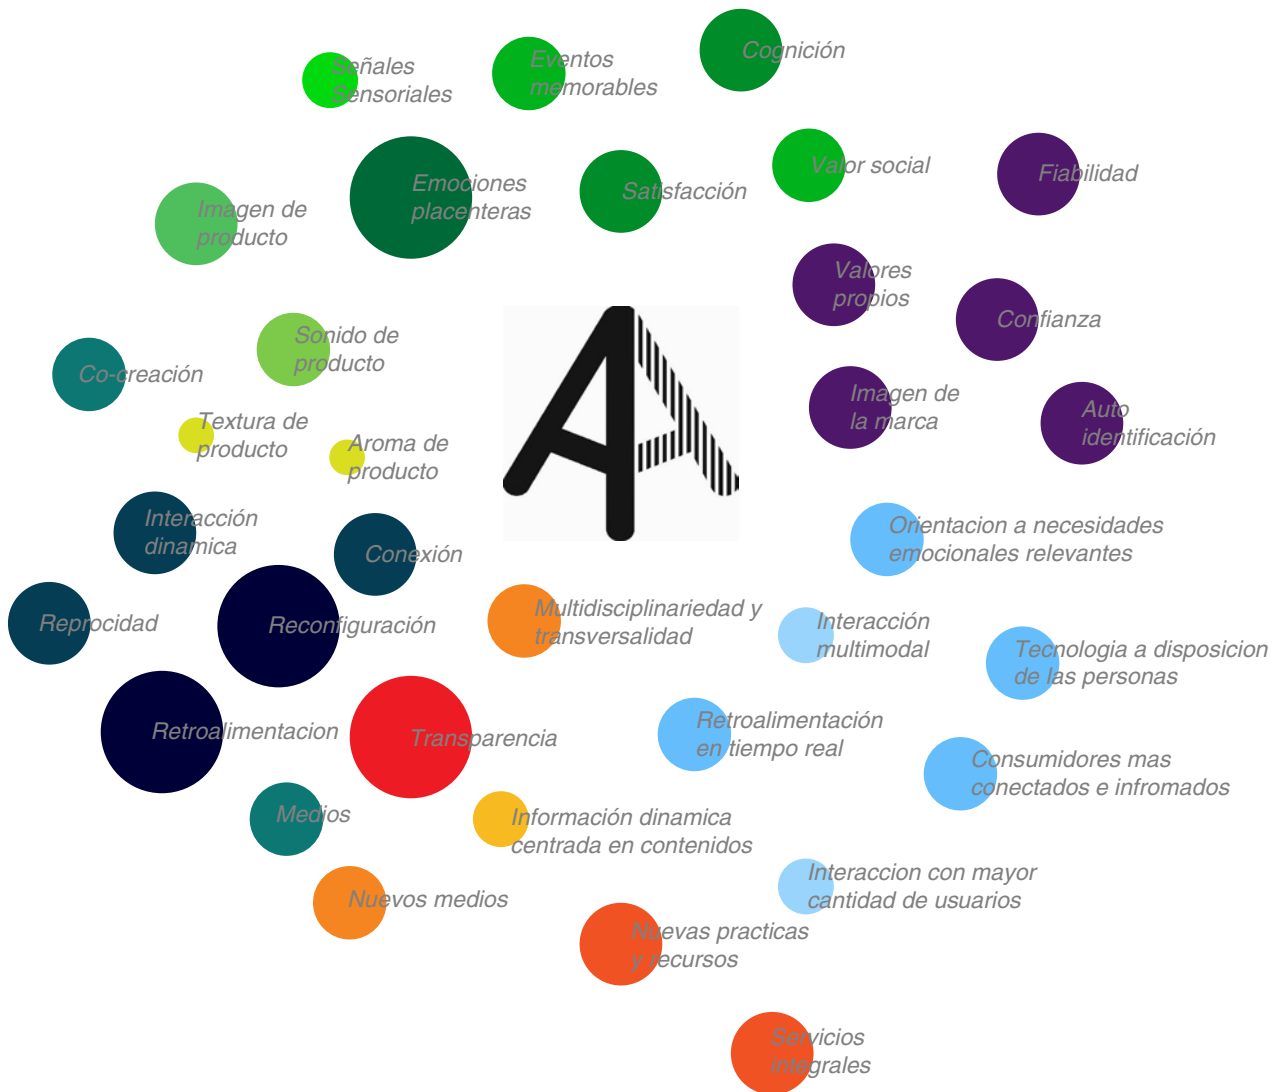 Cognición
Eventos
memorables
Señales
Sensoriales
Valor social
Fiabilidad
Emociones
placenteras
Satisfacción
Imagen de
producto
Valores
propios
Confianza
Sonido de
producto
Co-creación
Imagen de
la marca
Auto
identificación
Textura de
producto
Aroma de
producto
Interacción
dinamica
Conexión
Orientacion a necesidades
emocionales relevantes
Reprocidad
Reconfiguración
Multidisciplinariedad y
transversalidad
Interacción
multimodal
Tecnologia a disposicion
de las personas
Retroalimentacion
Transparencia
Retroalimentación
en tiempo real
Consumidores mas
conectados e infromados
Medios
Información dinamica
centrada en contenidos
Nuevos medios
Interaccion con mayor
cantidad de usuarios
Nuevas practicas
y recursos
Servicios
integrales